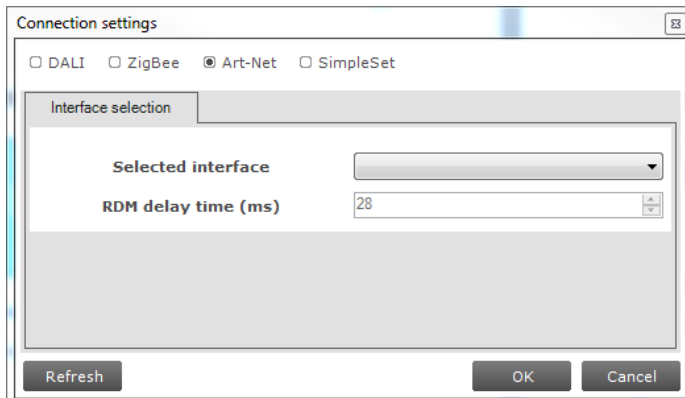 Connection settings
DALI ZigBee Art-Net SimpleSet
Interface selection
Selected interface
RDM delay time (ms) 28
Refresh OK Cancel